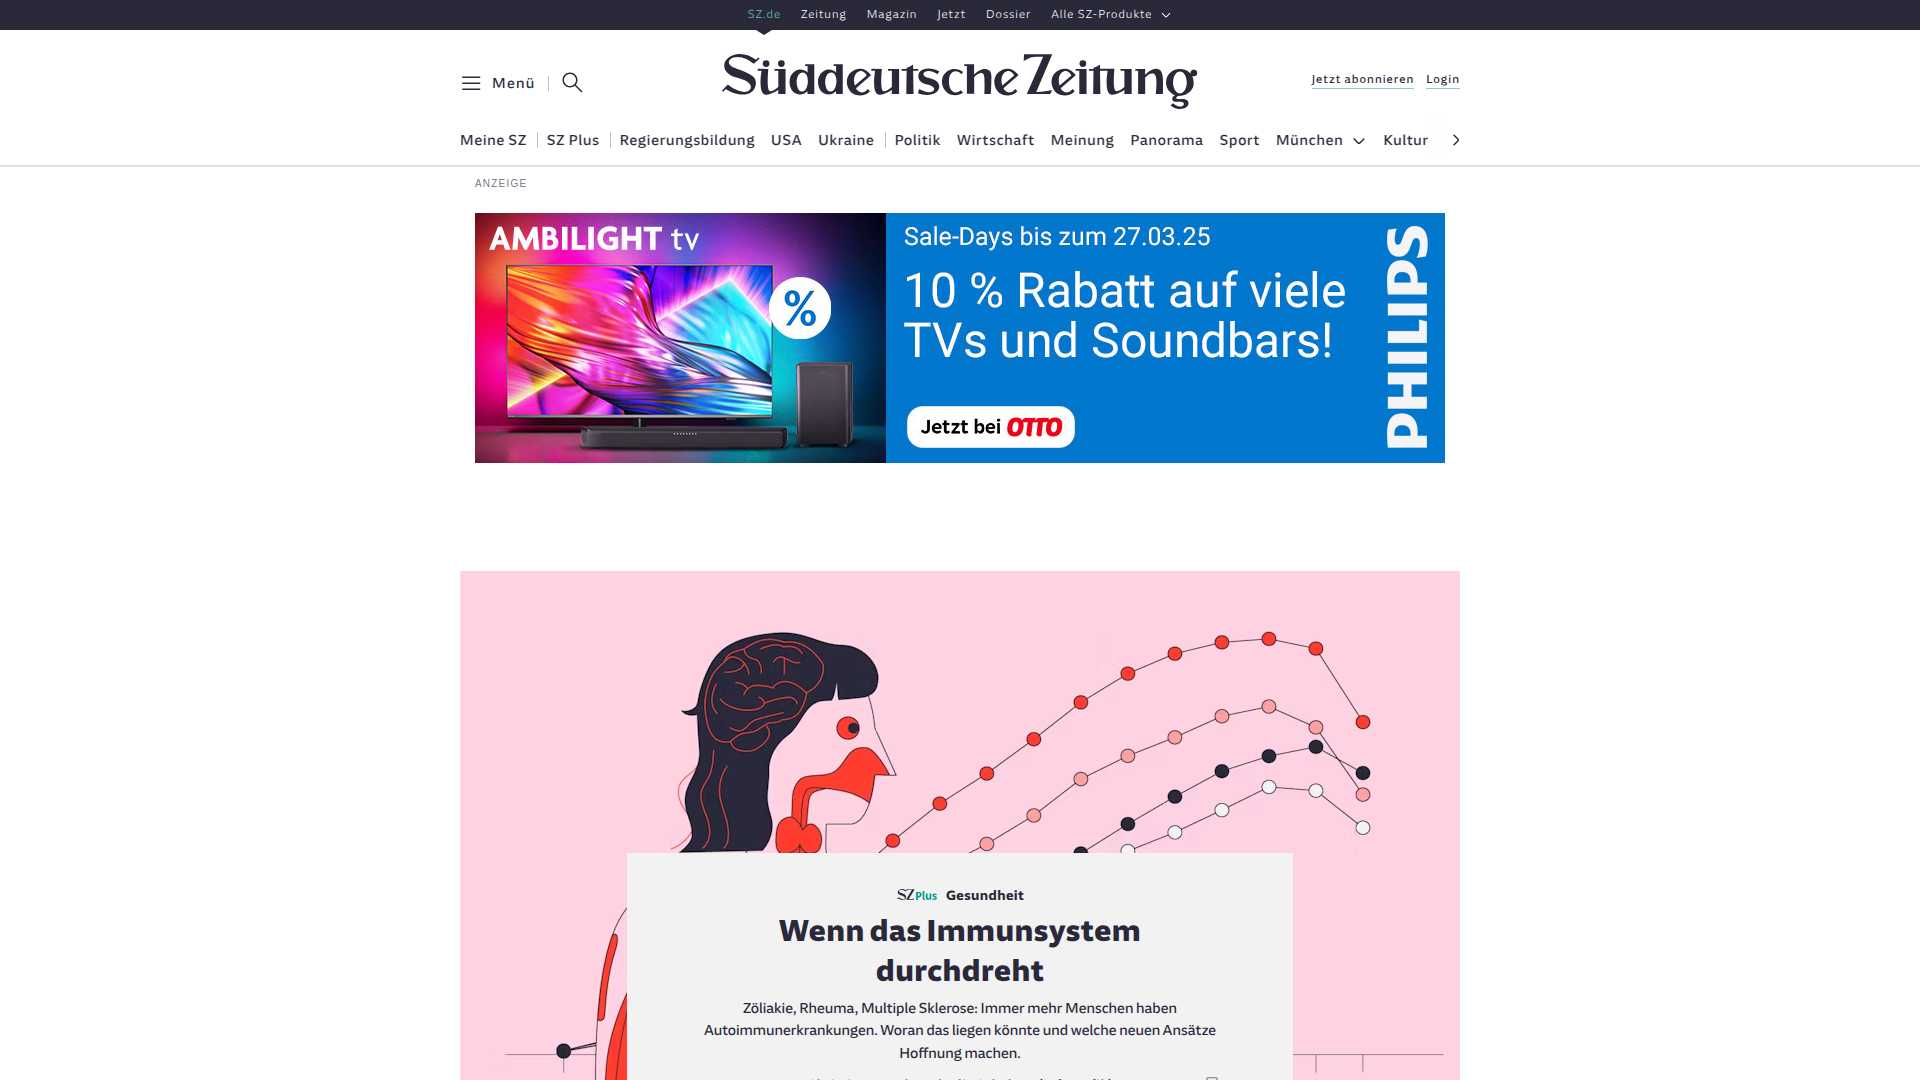 SZ.de Zeitung Magazin Jetzt Dossier Alle SZ-Produkte
Menü
Süddeutsche Zeitung
Jetzt abonnieren Login
Meine SZ SZ Plus Regierungsbildung USA Ukraine Politik Wirtschaft Meinung Panorama Sport München Kultur
ANZEIGE
AMBILIGHT tv
%
Sale-Days bis zum 27.03.25
10 % Rabatt auf viele
TVs und Soundbars!
Jetzt bei OTTO
PHILIPS
SZ Plus Gesundheit
Wenn das Immunsystem
durchdreht
Zöliakie, Rheuma, Multiple Sklerose: Immer mehr Menschen haben
Autoimmunerkrankungen. Woran das liegen könnte und welche neuen Ansätze
Hoffnung machen.